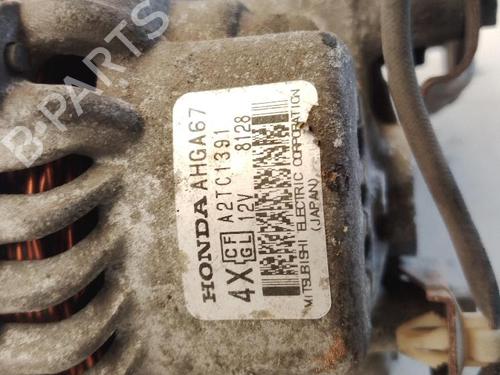 HONDA AHGA67
4X CF GL A2TC1391
12V 8128
MITSUBISHI ELECTRIC CORPORATION
(JAPAN)
B-PARTS